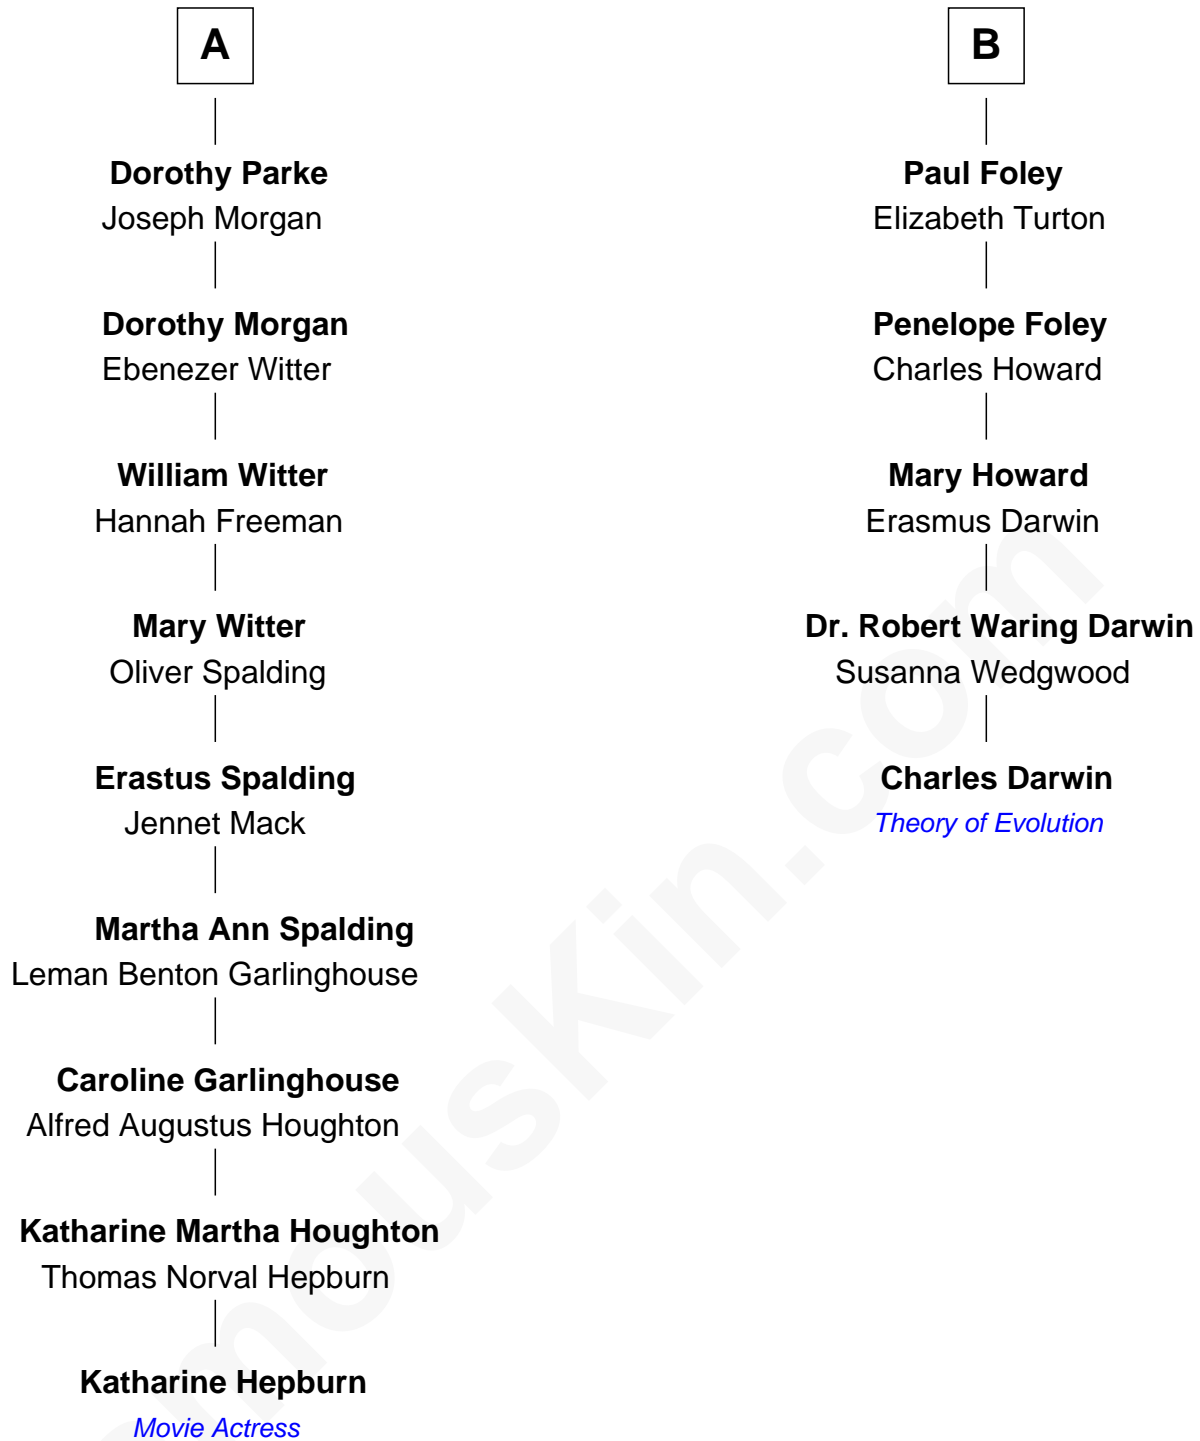 A
Dorothy Parke
Joseph Morgan
Dorothy Morgan
Ebenezer Witter
William Witter
Hannah Freeman
Mary Witter
Oliver Spalding
Erastus Spalding
Jennet Mack
Martha Ann Spalding
Leman Benton Garlinghouse
Caroline Garlinghouse
Alfred Augustus Houghton
Katharine Martha Houghton
Thomas Norval Hepburn
Katharine Hepburn
Movie Actress
B
Paul Foley
Elizabeth Turton
Penelope Foley
Charles Howard
Mary Howard
Erasmus Darwin
Dr. Robert Waring Darwin
Susanna Wedgwood
Charles Darwin
Theory of Evolution
mousKin.com